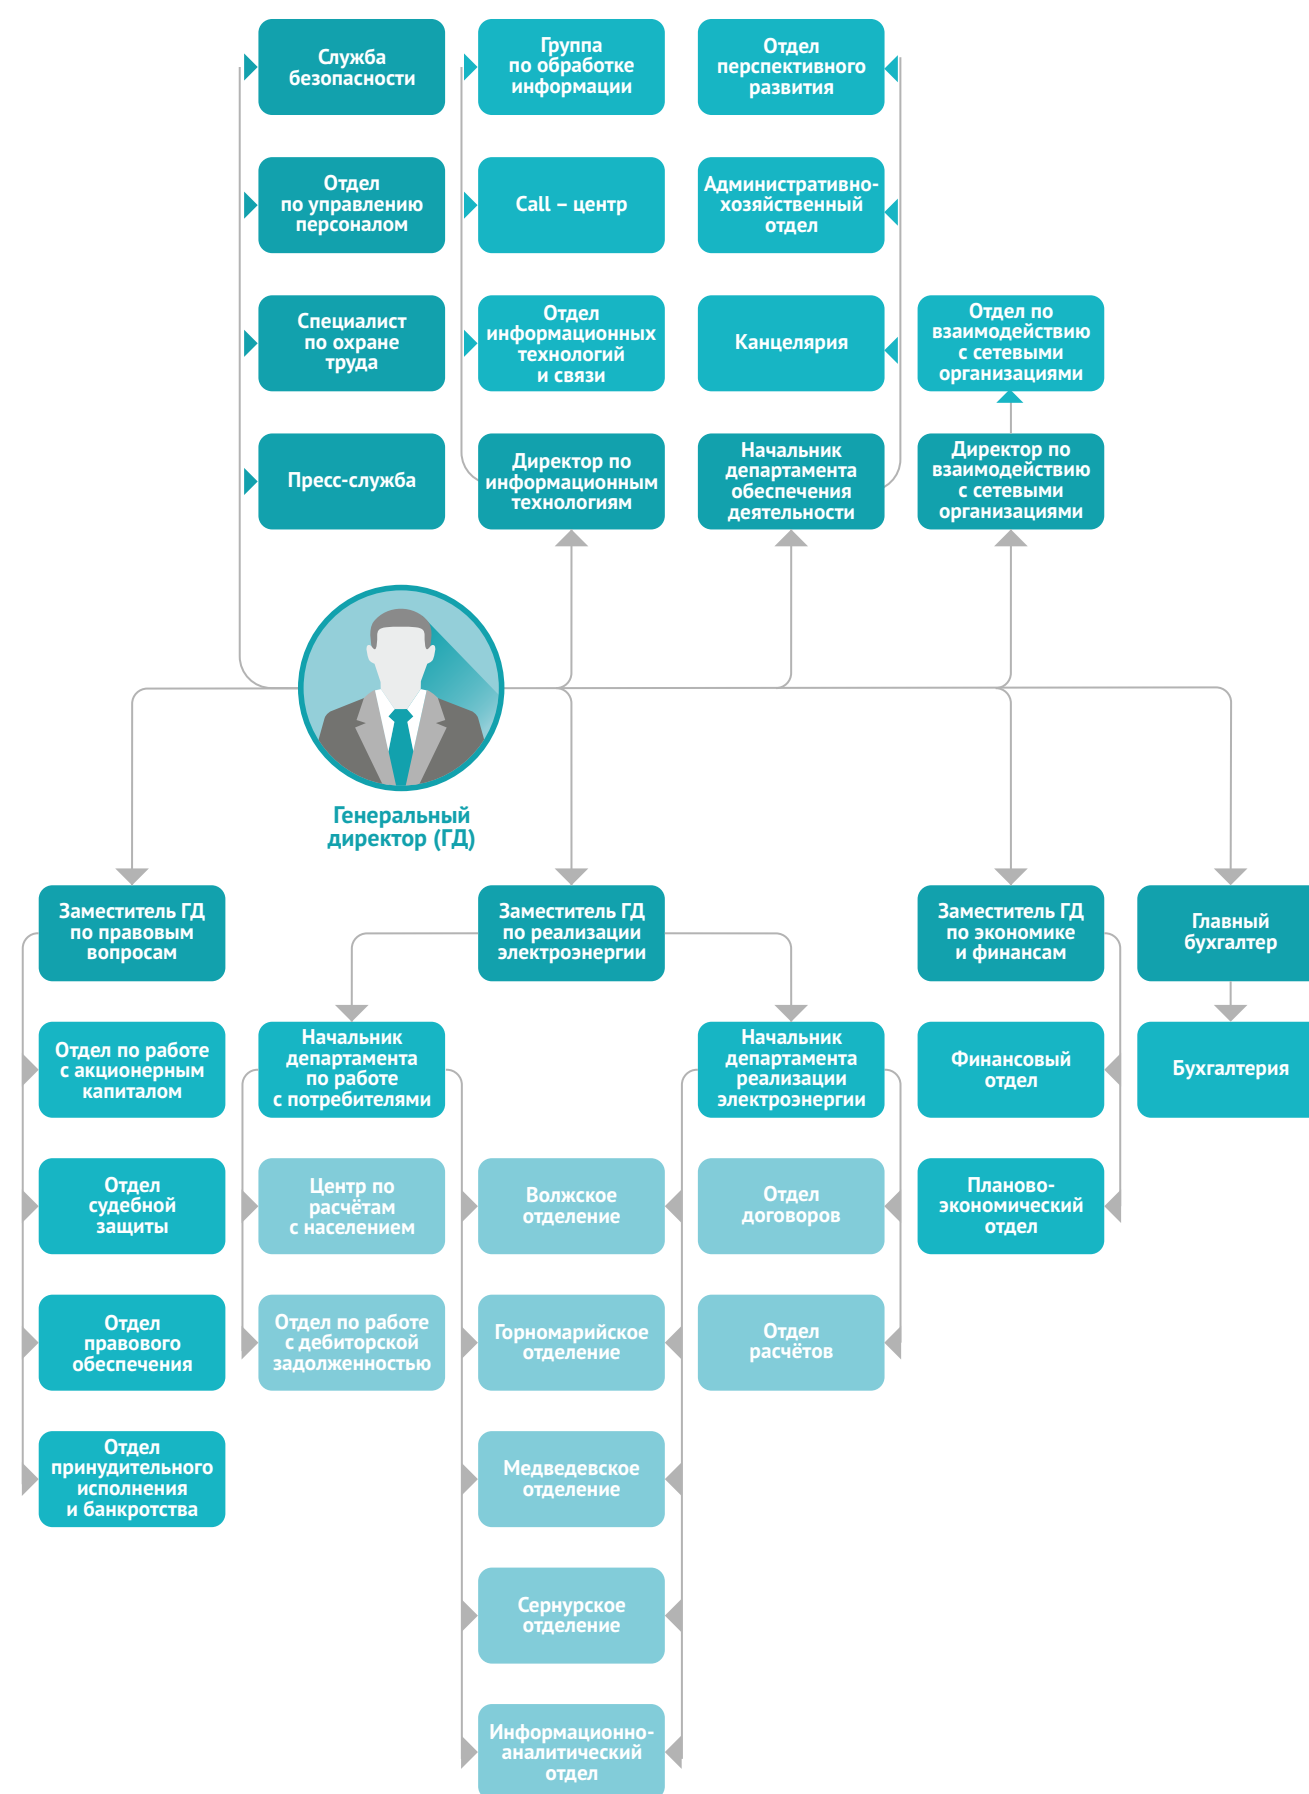 Служба
безопасности
Группа
по обработке
информации
Отдел
перспективного
развития
Отдел
по управлению
персоналом
Call – центр
Административно-
хозяйственный
отдел
Специалист
по охране
труда
Отдел
информационных
технологий
и связи
Канцелярия
Отдел по
взаимодействию
с сетевыми
организациями
Пресс-служба
Директор по
информационным
технологиям
Начальник
департамента
обеспечения
деятельности
Директор по
взаимодействию
с сетевыми
организациями
Генеральный
директор (ГД)
Заместитель ГД
по правовым
вопросам
Заместитель ГД
по реализации
электроэнергии
Заместитель ГД
по экономике
и финансам
Главный
бухгалтер
Отдел по работе
с акционерным
капиталом
Начальник
департамента
по работе
с потребителями
Начальник
департамента
реализации
электроэнергии
Финансовый
отдел
Бухгалтерия
Отдел
судебной
защиты
Центр по
расчётам
с населением
Волжское
отделение
Отдел
договоров
Планово-
экономический
отдел
Отдел
правового
обеспечения
Отдел по работе
с дебиторской
задолженностью
Горномарийское
отделение
Отдел
расчётов
Отдел
принудительного
исполнения
и банкротства
Медведевское
отделение
Сернурское
отделение
Информационно-
аналитический
отдел